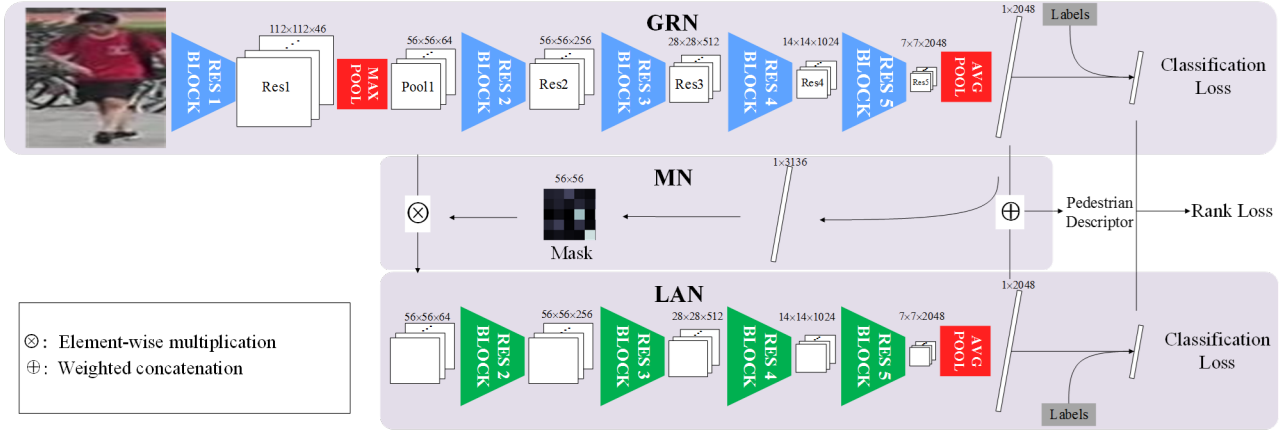 GRN
1×2048
Labels
112×112×46
56×56×64
56×56×256
28×28×512
14×14×1024
7×7×2048
RES 1
BLOCK
Res1
MAX
POOL
Pool1
RES 2
BLOCK
Res2
RES 3
BLOCK
Res3
RES 4
BLOCK
Res4
RES 5
BLOCK
Res5
AVG
POOL
Classification
Loss
MN
1×3136
56×56
Mask
⊗
⊕
Pedestrian
Descriptor
Rank Loss
LAN
1×2048
56×56×64
56×56×256
28×28×512
14×14×1024
7×7×2048
RES 2
BLOCK
RES 3
BLOCK
RES 4
BLOCK
RES 5
BLOCK
AVG
POOL
Classification
Loss
Labels
⊗: Element-wise multiplication
⊕: Weighted concatenation